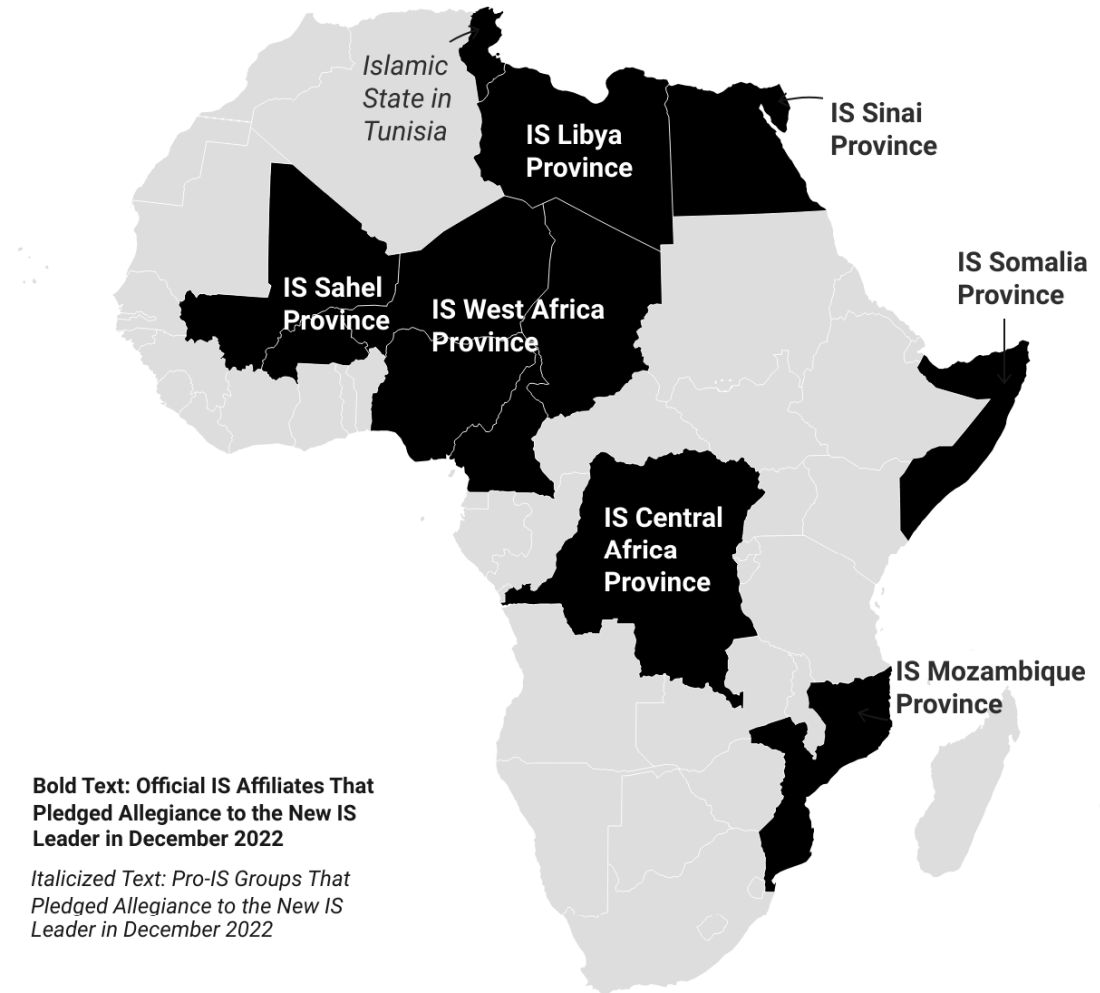 Islamic
State in
Tunisia
IS Libya
Province
IS Sinai
Province
IS Sahel
Province
IS West Africa
Province
IS Somalia
Province
IS Central
Africa
Province
IS Mozambique
Province
Bold Text: Official IS Affiliates That
Pledged Allegiance to the New IS
Leader in December 2022
Italicized Text: Pro-IS Groups That
Pledged Allegiance to the New IS
Leader in December 2022